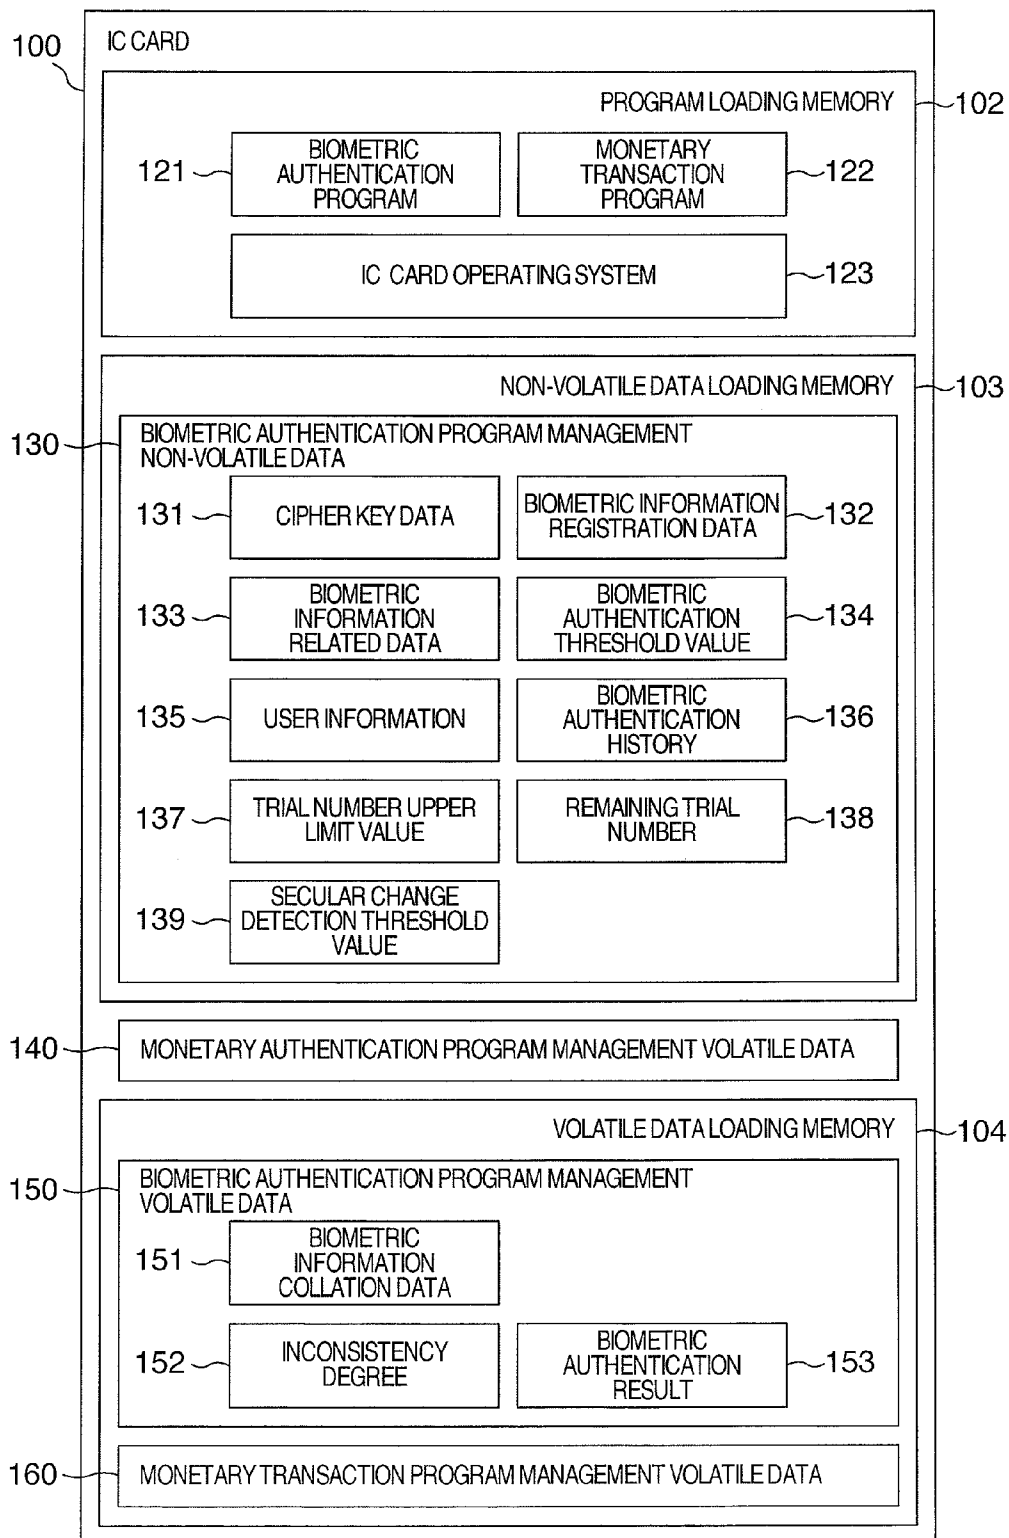 IC CARD
100
PROGRAM LOADING MEMORY
102
121
BIOMETRIC
AUTHENTICATION
PROGRAM
MONETARY
TRANSACTION
PROGRAM
122
IC CARD OPERATING SYSTEM
123
NON-VOLATILE DATA LOADING MEMORY
103
130
BIOMETRIC AUTHENTICATION PROGRAM MANAGEMENT
NON-VOLATILE DATA
131
CIPHER KEY DATA
BIOMETRIC INFORMATION
REGISTRATION DATA
132
133
BIOMETRIC
INFORMATION
RELATED DATA
BIOMETRIC
AUTHENTICATION
THRESHOLD VALUE
134
135
USER INFORMATION
BIOMETRIC
AUTHENTICATION
HISTORY
136
137
TRIAL NUMBER UPPER
LIMIT VALUE
REMAINING TRIAL
NUMBER
138
139
SECULAR CHANGE
DETECTION THRESHOLD
VALUE
140
MONETARY AUTHENTICATION PROGRAM MANAGEMENT VOLATILE DATA
VOLATILE DATA LOADING MEMORY
104
150
BIOMETRIC AUTHENTICATION PROGRAM MANAGEMENT
VOLATILE DATA
151
BIOMETRIC
INFORMATION
COLLATION DATA
152
INCONSISTENCY
DEGREE
BIOMETRIC
AUTHENTICATION
RESULT
153
160
MONETARY TRANSACTION PROGRAM MANAGEMENT VOLATILE DATA